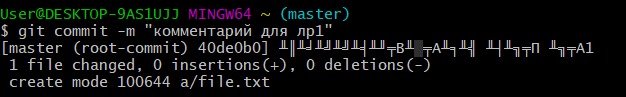 User@DESKTOP-9AS1UJJ MINGW64 ~ (master)
$ git commit -m "комментарий для лр1"
[master (root-commit) 40de0b0]
1 file changed, 0 insertions(+), 0 deletions(-)
create mode 100644 a/file.txt